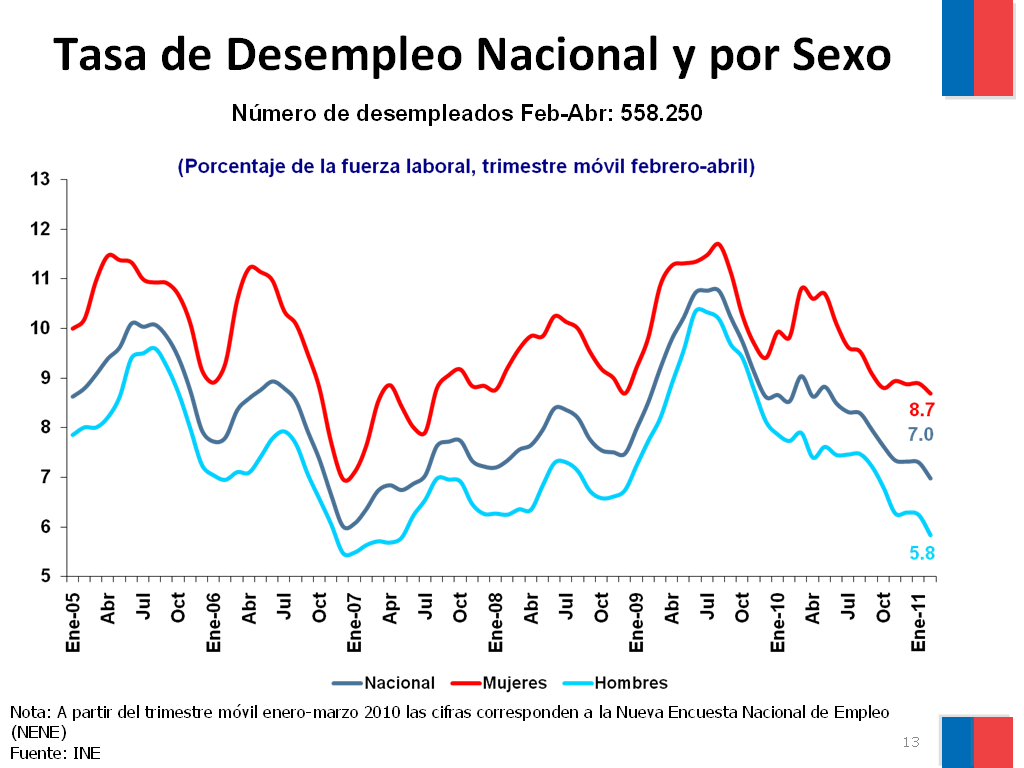 Tasa de Desempleo Nacional y por Sexo
Número de desempleados Feb-Abr: 558.250
(Porcentaje de la fuerza laboral, trimestre móvil febrero-abril)
13
12
11
10
9
8
7
6
5
8.7
7.0
5.8
Ene-05
Abr
Jul
Oct
Ene-06
Abr
Jul
Oct
Ene-07
Apr
Jul
Oct
Ene-08
Abr
Jul
Oct
Ene-09
Abr
Jul
Oct
Ene-10
Abr
Jul
Oct
Ene-11
Nacional Mujeres Hombres
Nota: A partir del trimestre móvil enero-marzo 2010 las cifras corresponden a la Nueva Encuesta Nacional de Empleo
(NENE)
Fuente: INE
13